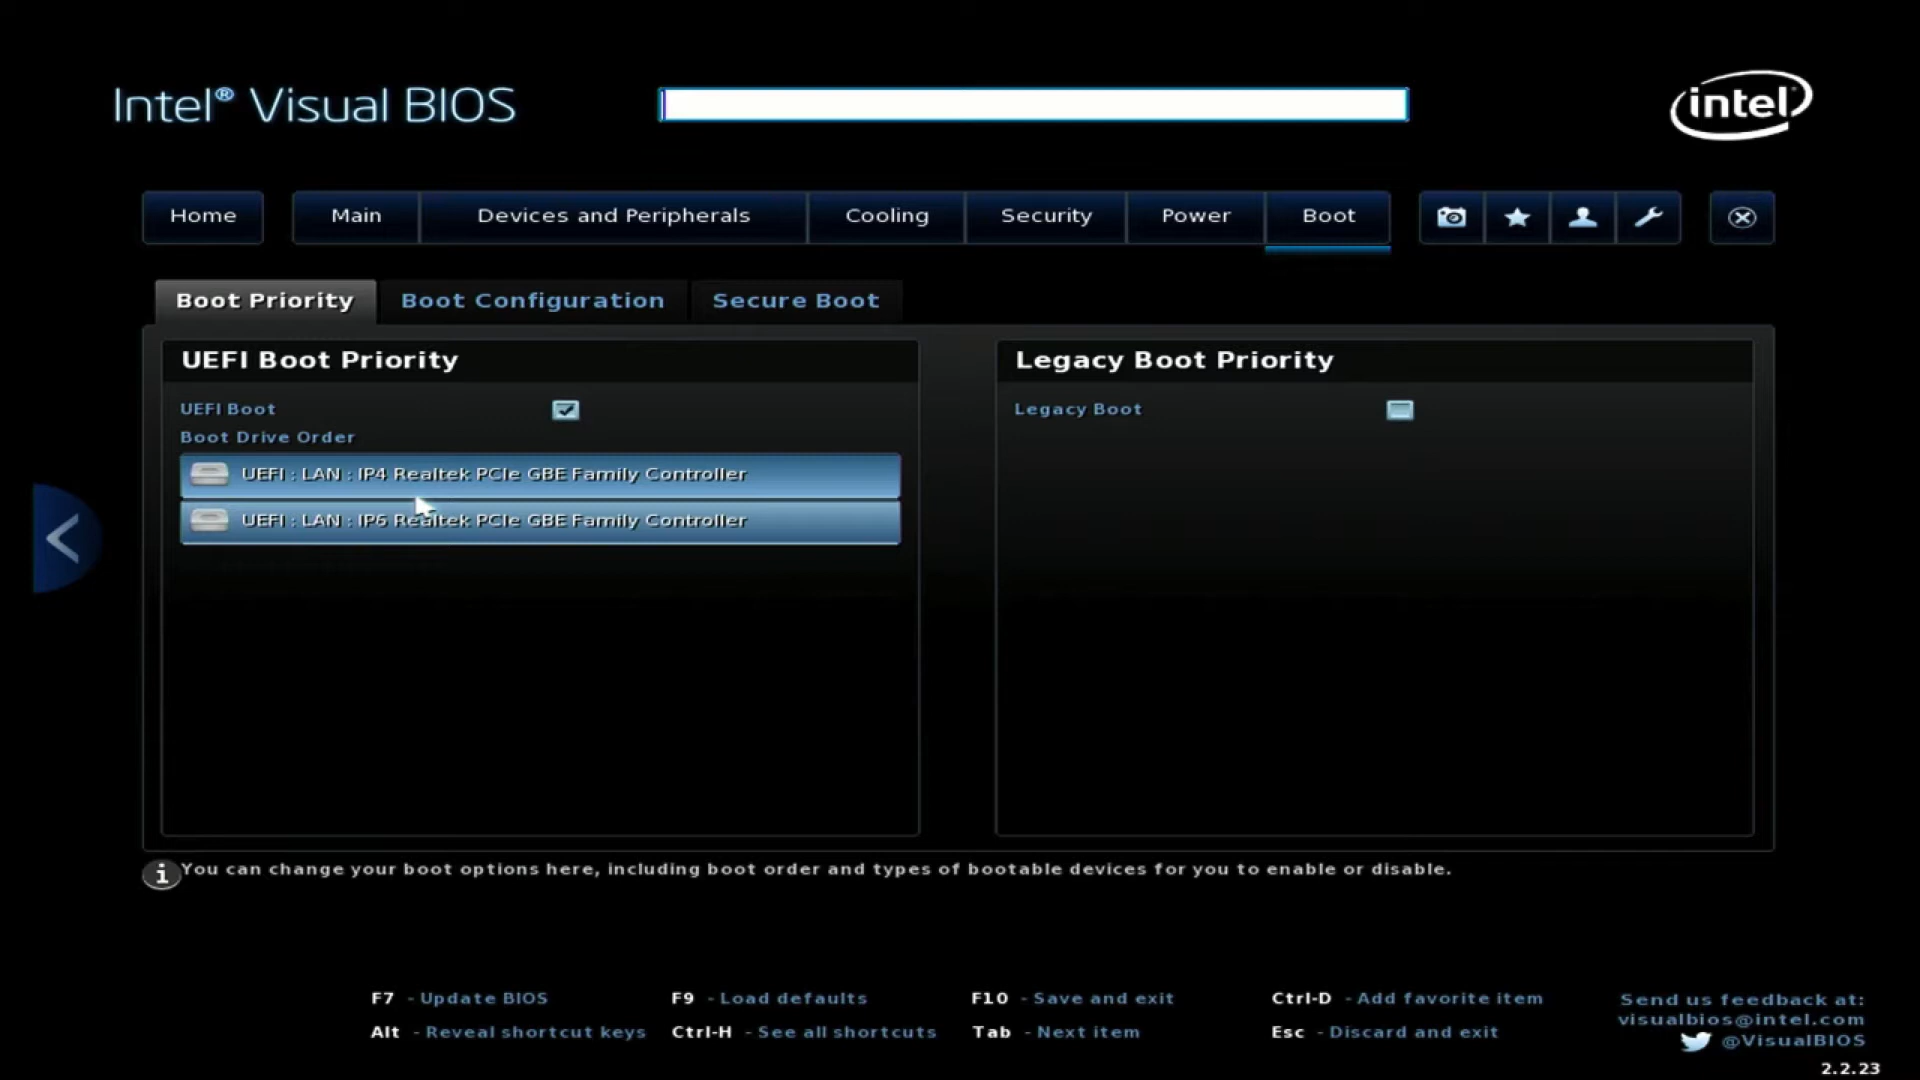 Intel® Visual BIOS
intel
Home Main Devices and Peripherals Cooling Security Power Boot
Boot Priority Boot Configuration Secure Boot
UEFI Boot Priority
UEFI Boot
Boot Drive Order
UEFI : LAN : IP4 Realtek PCIe GBE Family Controller
UEFI : LAN : IP6 Realtek PCIe GBE Family Controller
Legacy Boot Priority
Legacy Boot
You can change your boot options here, including boot order and types of bootable devices for you to enable or disable.
F7 - Update BIOS F9 - Load defaults F10 - Save and exit Ctrl-D - Add favorite item
Alt - Reveal shortcut keys Ctrl-H - See all shortcuts Tab - Next item Esc - Discard and exit
Send us feedback at:
visualbios@intel.com
@VisualBIOS
2.2.23